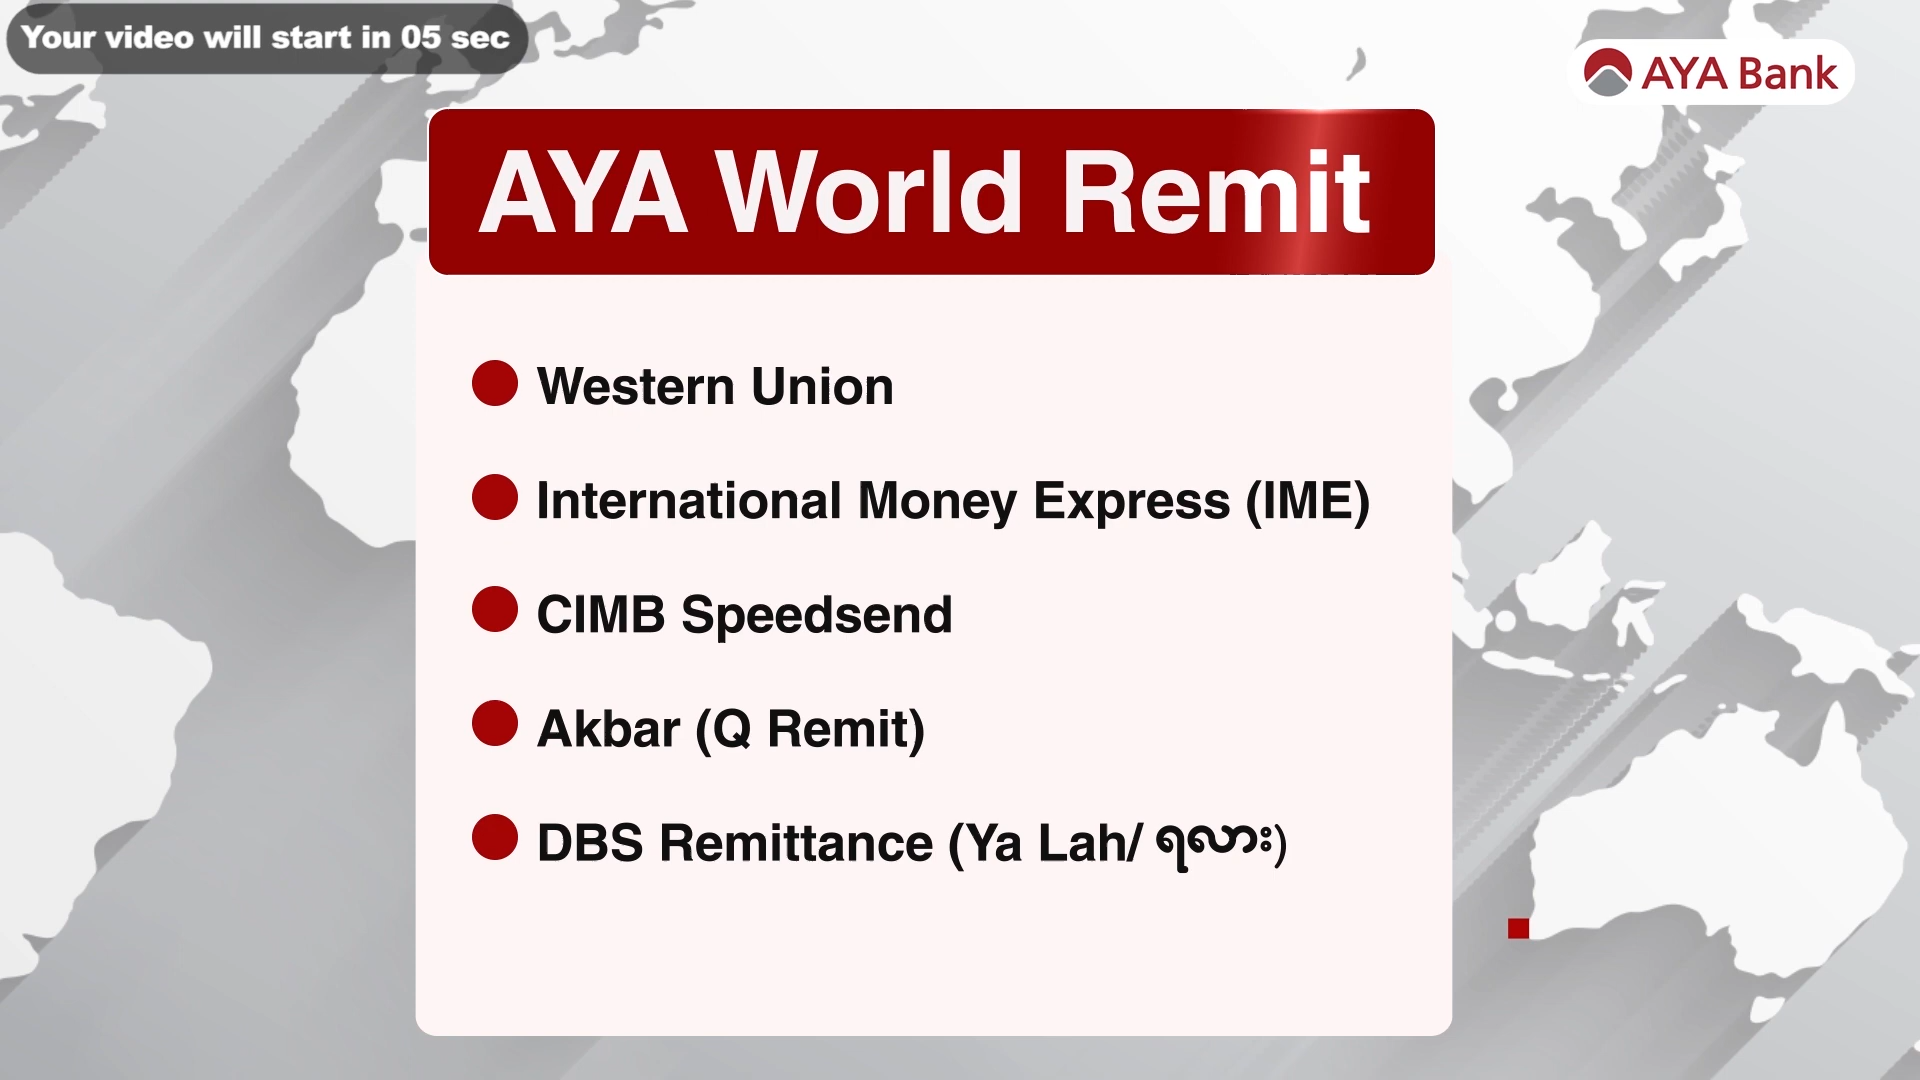 Your video will start in 05 sec
AYA Bank
AYA World Remit
Western Union
International Money Express (IME)
CIMB Speedsend
Akbar (Q Remit)
DBS Remittance (Ya Lah/ ရလား)